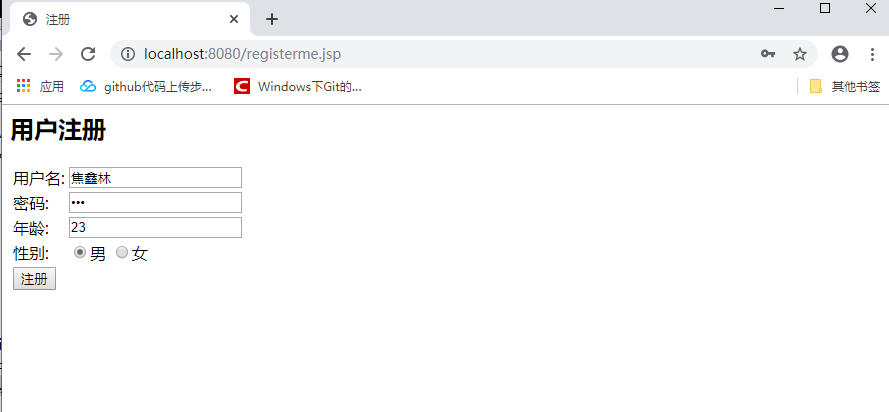 注册
localhost:8080/registerme.jsp
应用 github代码上传步... Windows下Git的... 其他书签
用户注册
用户名: 焦鑫林
密码: •••
年龄: 23
性别: 男 女
注册